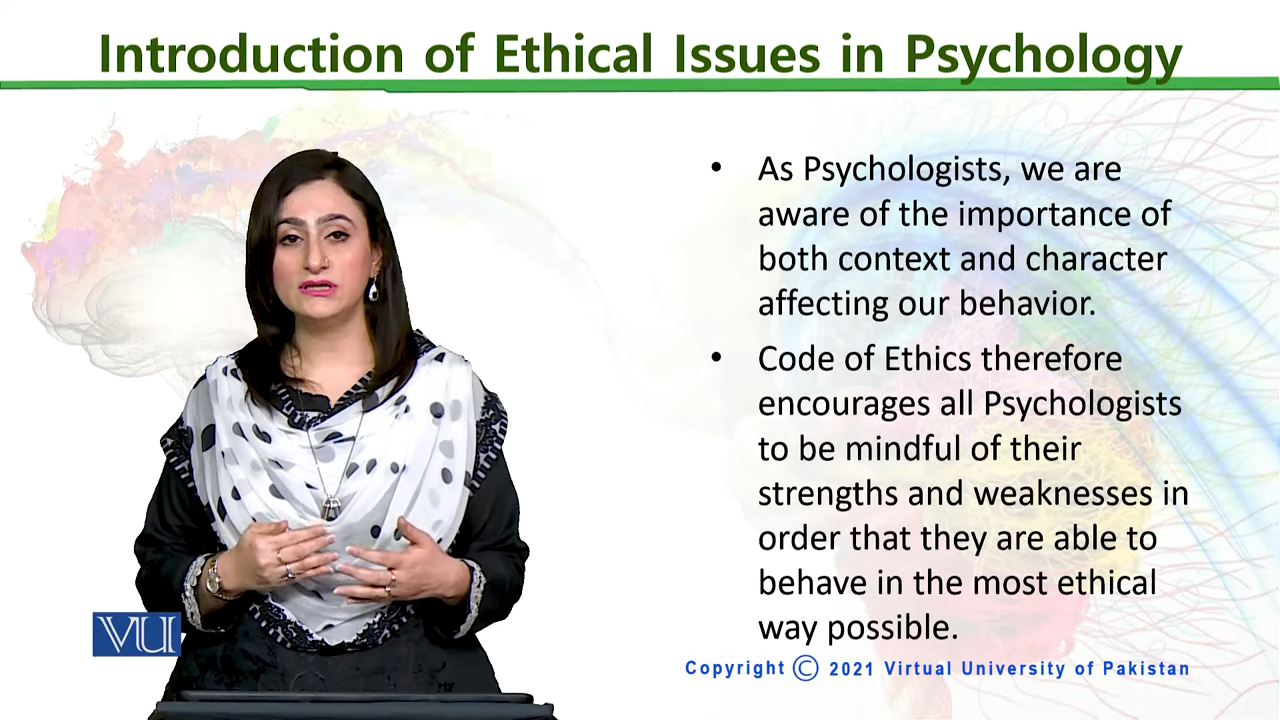 Introduction of Ethical Issues in Psychology
• As Psychologists, we are
aware of the importance of
both context and character
affecting our behavior.
• Code of Ethics therefore
encourages all Psychologists
to be mindful of their
strengths and weaknesses in
order that they are able to
behave in the most ethical
way possible.
VU
Copyright © 2021 Virtual University of Pakistan